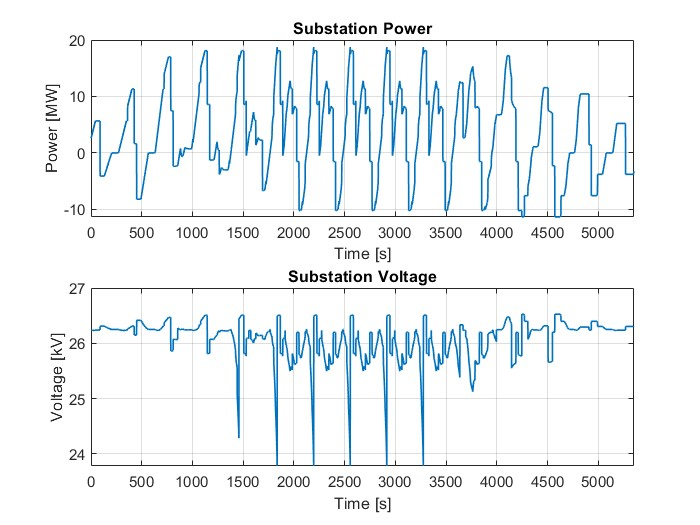 Substation Power
20
10
0
-10
Power [MW]
0 500 1000 1500 2000 2500 3000 3500 4000 4500 5000
Time [s]
Substation Voltage
27
26
25
24
Voltage [kV]
0 500 1000 1500 2000 2500 3000 3500 4000 4500 5000
Time [s]